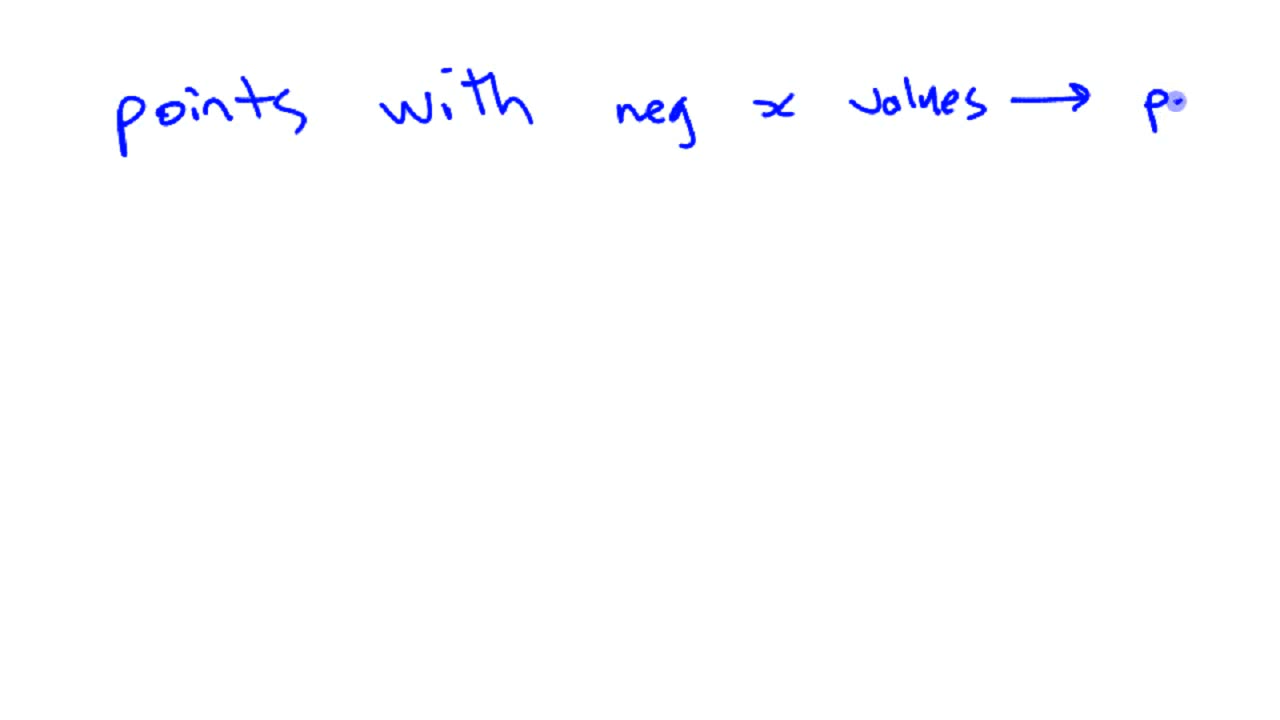 points with neg x values → p